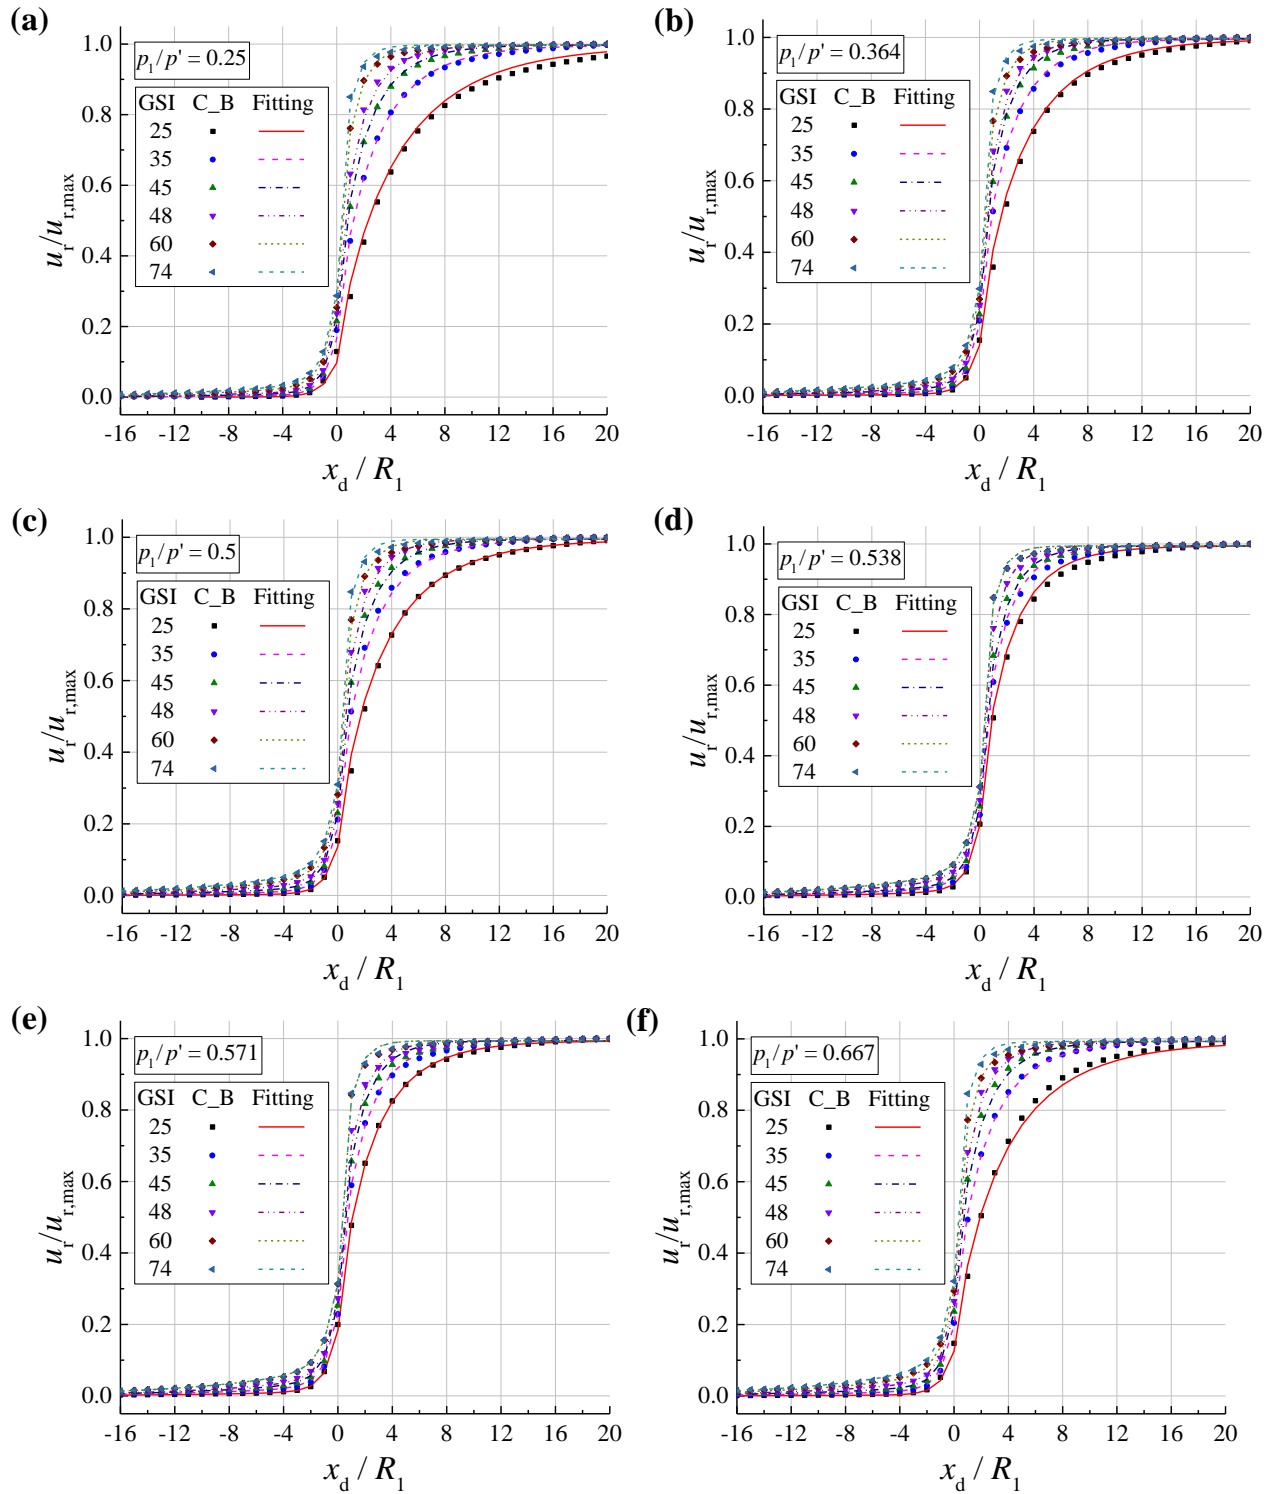 (a)
p1/p' = 0.25
GSI C_B Fitting
25
35
45
48
60
74
1.0
0.8
0.6
0.4
0.2
0.0
ur/ur,max
-16 -12 -8 -4 0 4 8 12 16 20
xd / R1
(b)
p1/p' = 0.364
GSI C_B Fitting
25
35
45
48
60
74
1.0
0.8
0.6
0.4
0.2
0.0
ur/ur,max
-16 -12 -8 -4 0 4 8 12 16 20
xd / R1
(c)
p1/p' = 0.5
GSI C_B Fitting
25
35
45
48
60
74
1.0
0.8
0.6
0.4
0.2
0.0
ur/ur,max
-16 -12 -8 -4 0 4 8 12 16 20
xd / R1
(d)
p1/p' = 0.538
GSI C_B Fitting
25
35
45
48
60
74
1.0
0.8
0.6
0.4
0.2
0.0
ur/ur,max
-16 -12 -8 -4 0 4 8 12 16 20
xd / R1
(e)
p1/p' = 0.571
GSI C_B Fitting
25
35
45
48
60
74
1.0
0.8
0.6
0.4
0.2
0.0
ur/ur,max
-16 -12 -8 -4 0 4 8 12 16 20
xd / R1
(f)
p1/p' = 0.667
GSI C_B Fitting
25
35
45
48
60
74
1.0
0.8
0.6
0.4
0.2
0.0
ur/ur,max
-16 -12 -8 -4 0 4 8 12 16 20
xd / R1